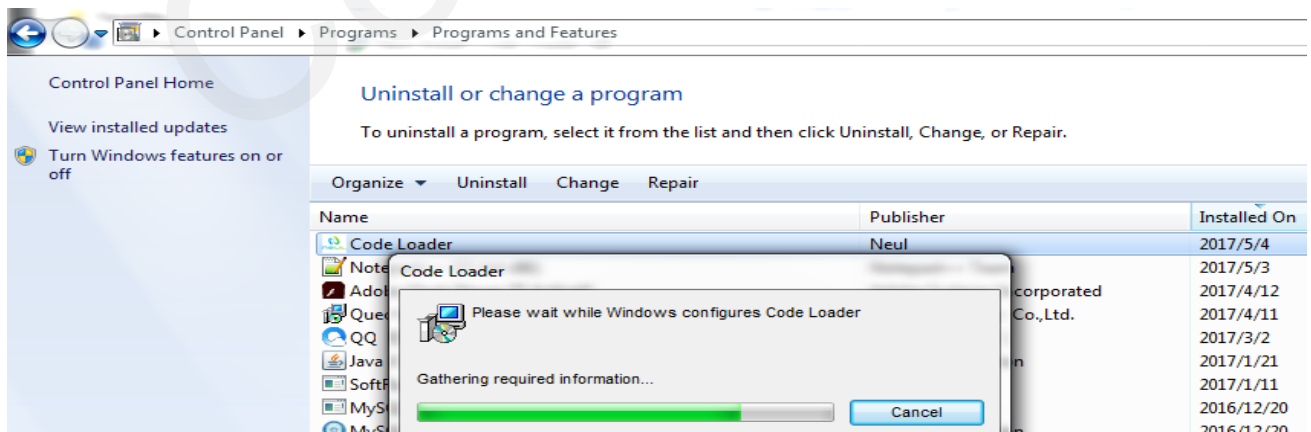 Control Panel ▸ Programs ▸ Programs and Features
Control Panel Home
View installed updates
Turn Windows features on or
off
Uninstall or change a program
To uninstall a program, select it from the list and then click Uninstall, Change, or Repair.
Organize Uninstall Change Repair
Name Publisher Installed On
Code Loader Neul 2017/5/4
Note 2017/5/3
Adol corporated 2017/4/12
Quec Co.,Ltd. 2017/4/11
QQ 2017/3/2
Java n 2017/1/21
SoftF 2017/1/11
MyS 2016/12/20
MyS n 2016/12/20
Code Loader
Please wait while Windows configures Code Loader
Gathering required information...
Cancel